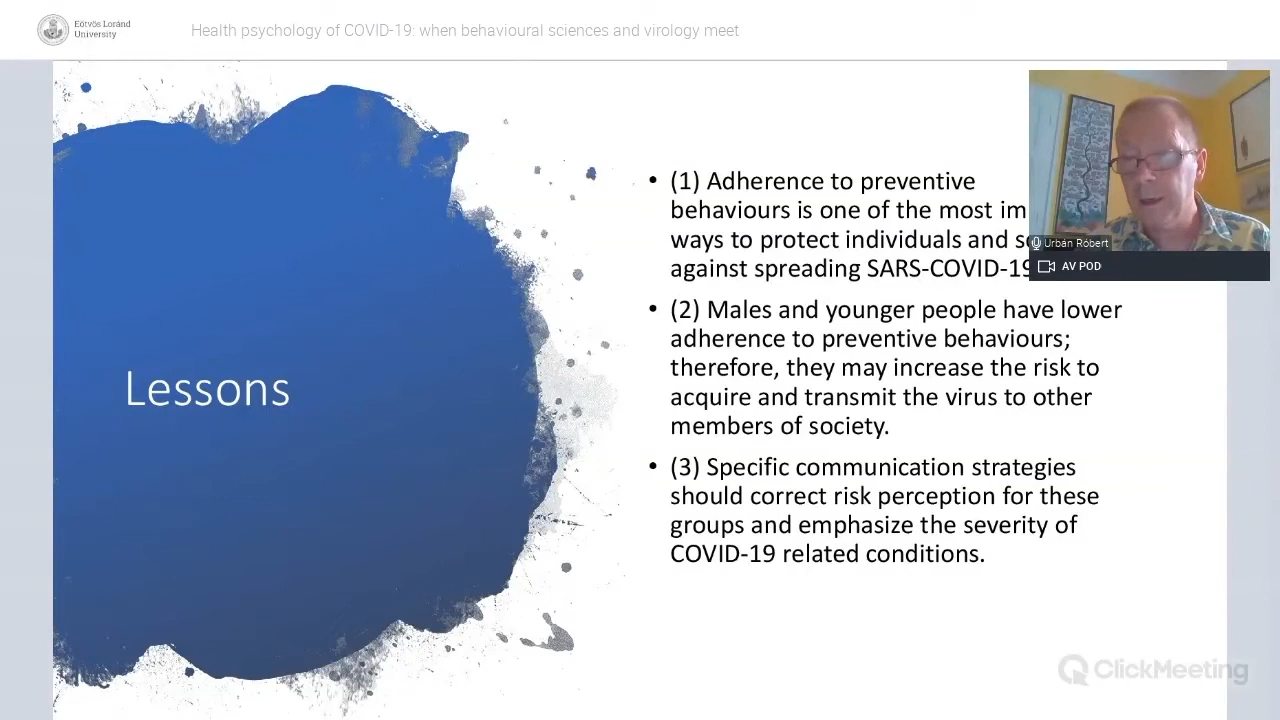 Eötvös Loránd
University
Health psychology of COVID-19: when behavioural sciences and virology meet
Lessons
• (1) Adherence to preventive
behaviours is one of the most im
ways to protect individuals and so
against spreading SARS-COVID-19
• (2) Males and younger people have lower
adherence to preventive behaviours;
therefore, they may increase the risk to
acquire and transmit the virus to other
members of society.
• (3) Specific communication strategies
should correct risk perception for these
groups and emphasize the severity of
COVID-19 related conditions.
Urbán Róbert
AV POD
ClickMeeting